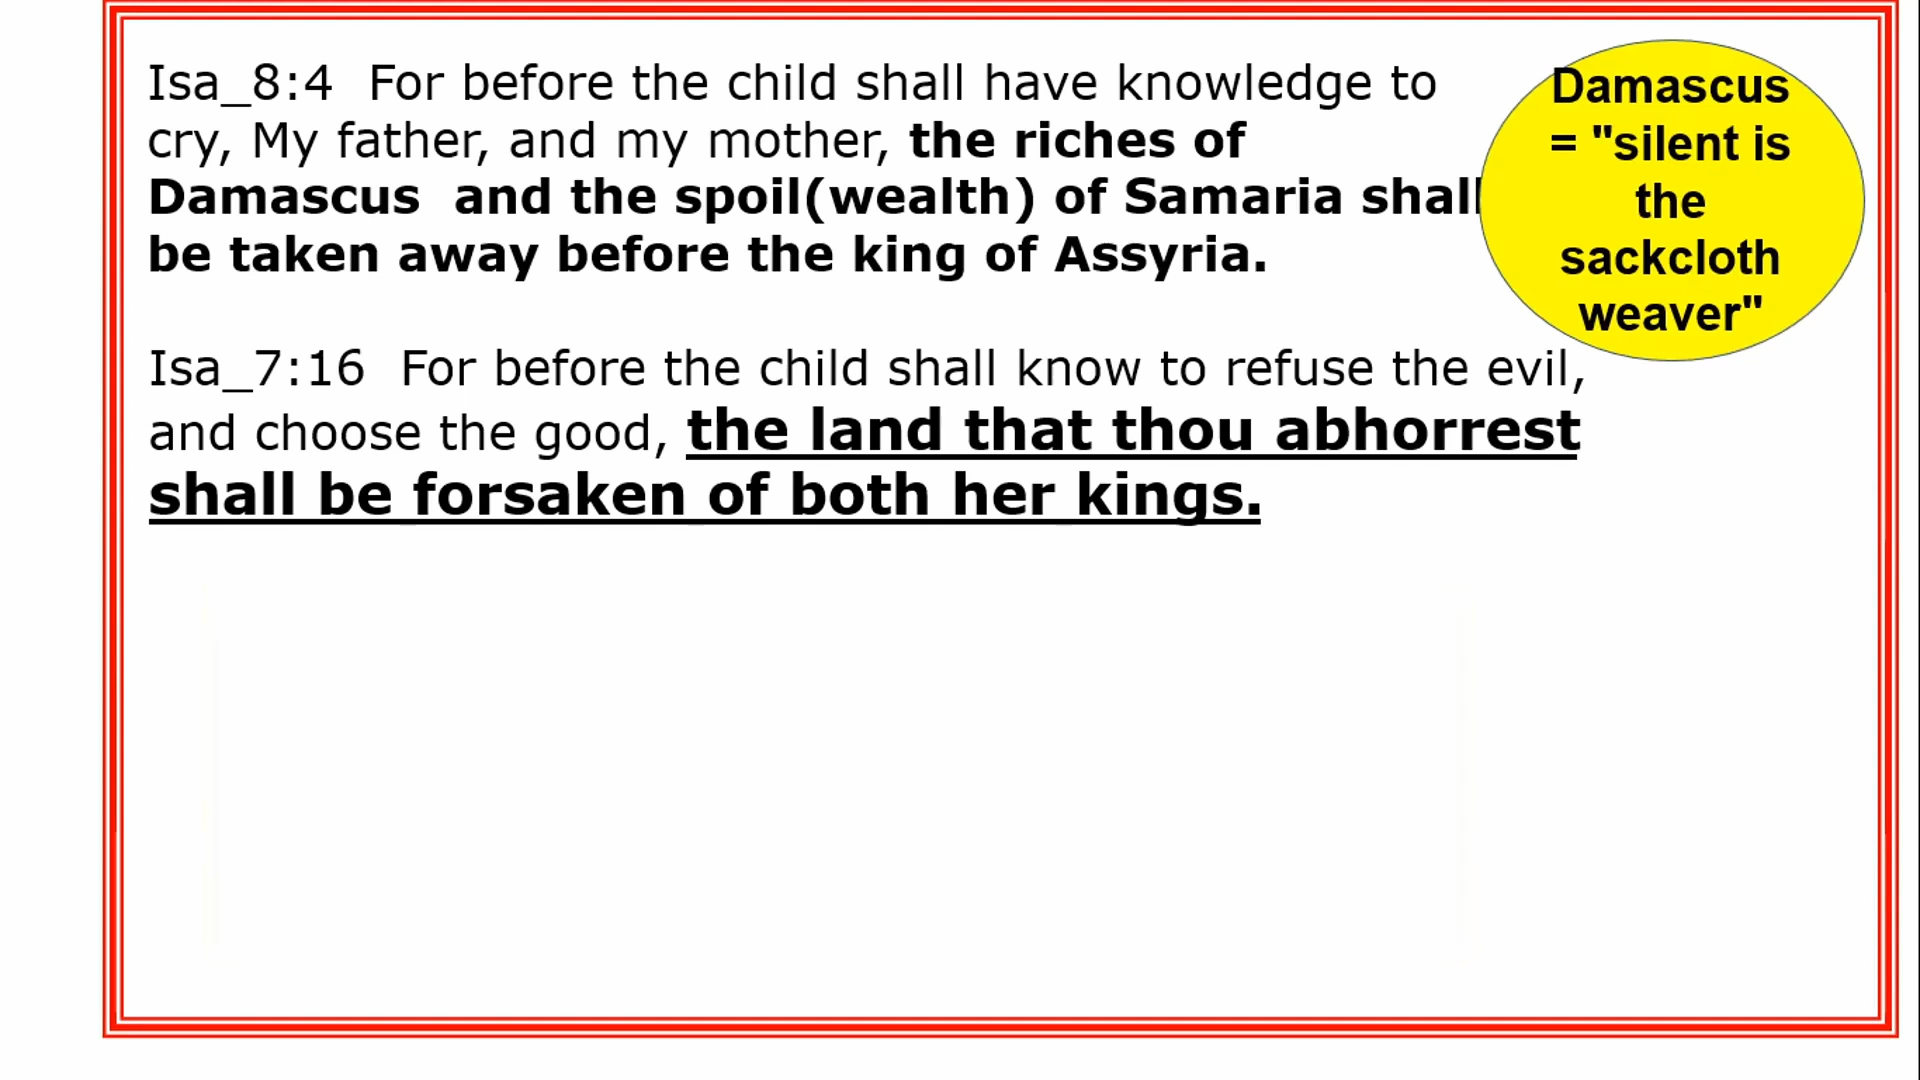 Isa_8:4  For before the child shall have knowledge to
cry, My father, and my mother, the riches of
Damascus  and the spoil(wealth) of Samaria shall
be taken away before the king of Assyria.
Isa_7:16  For before the child shall know to refuse the evil,
and choose the good, the land that thou abhorrest
shall be forsaken of both her kings.
Damascus
= "silent is
the
sackcloth
weaver"